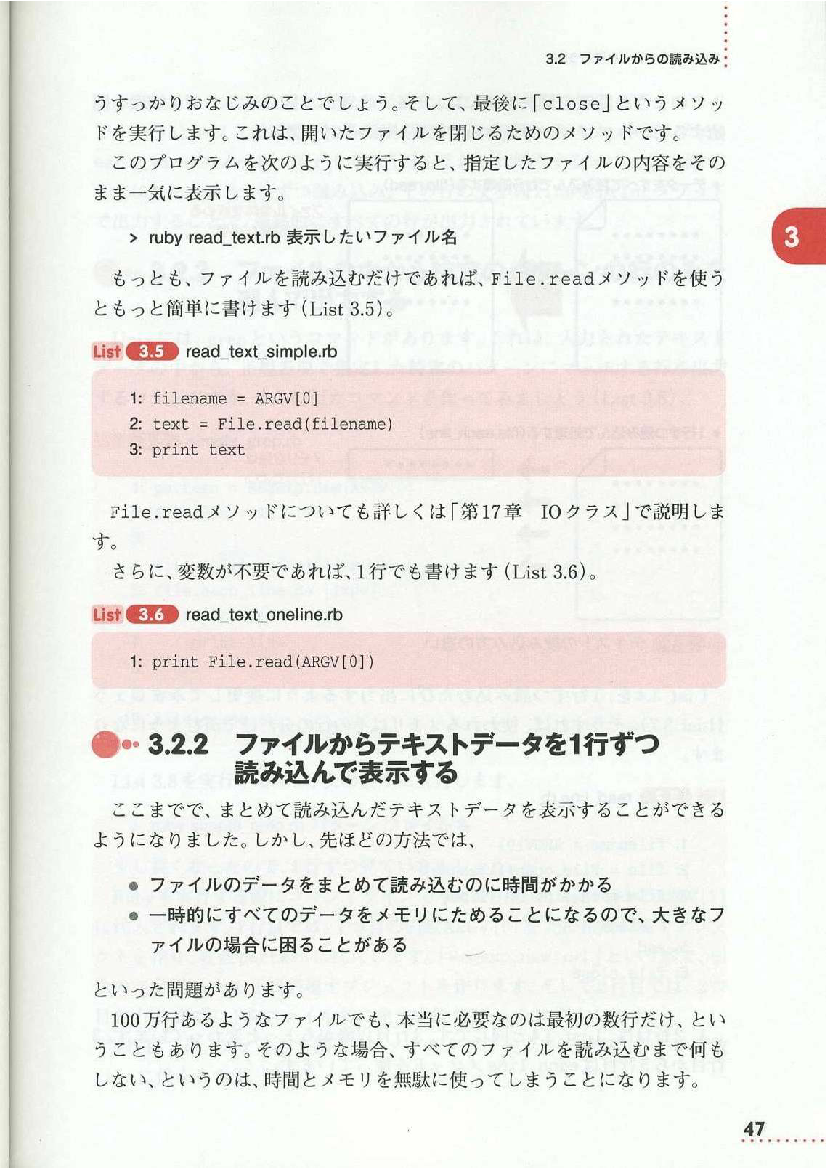 3.2 ファイルからの読み込み
うすっかりおなじみのことでしょう。そして、最後に「close」というメソッ
ドを実行します。これは、開いたファイルを閉じるためのメソッドです。
このプログラムを次のように実行すると、指定したファイルの内容をその
まま一気に表示します。
> ruby read_text.rb 表示したいファイル名
3
もっとも、ファイルを読み込むだけであれば、File.readメソッドを使う
ともっと簡単に書けます(List 3.5)。
List 3.5 read_text_simple.rb
1: filename = ARGV[0]
2: text = File.read(filename)
3: print text
File.readメソッドについても詳しくは「第17章 IOクラス」で説明しま
す。
さらに、変数が不要であれば、1行でも書けます(List 3.6)。
List 3.6 read_text_oneline.rb
1: print File.read(ARGV[0])
3.2.2 ファイルからテキストデータを1行ずつ
読み込んで表示する
ここまでで、まとめて読み込んだテキストデータを表示することができる
ようになりました。しかし、先ほどの方法では、
● ファイルのデータをまとめて読み込むのに時間がかかる
● 一時的にすべてのデータをメモリにためることになるので、大きなフ
ァイルの場合に困ることがある
といった問題があります。
100万行あるようなファイルでも、本当に必要なのは最初の数行だけ、とい
うこともあります。そのような場合、すべてのファイルを読み込むまで何も
しない、というのは、時間とメモリを無駄に使ってしまうことになります。
47